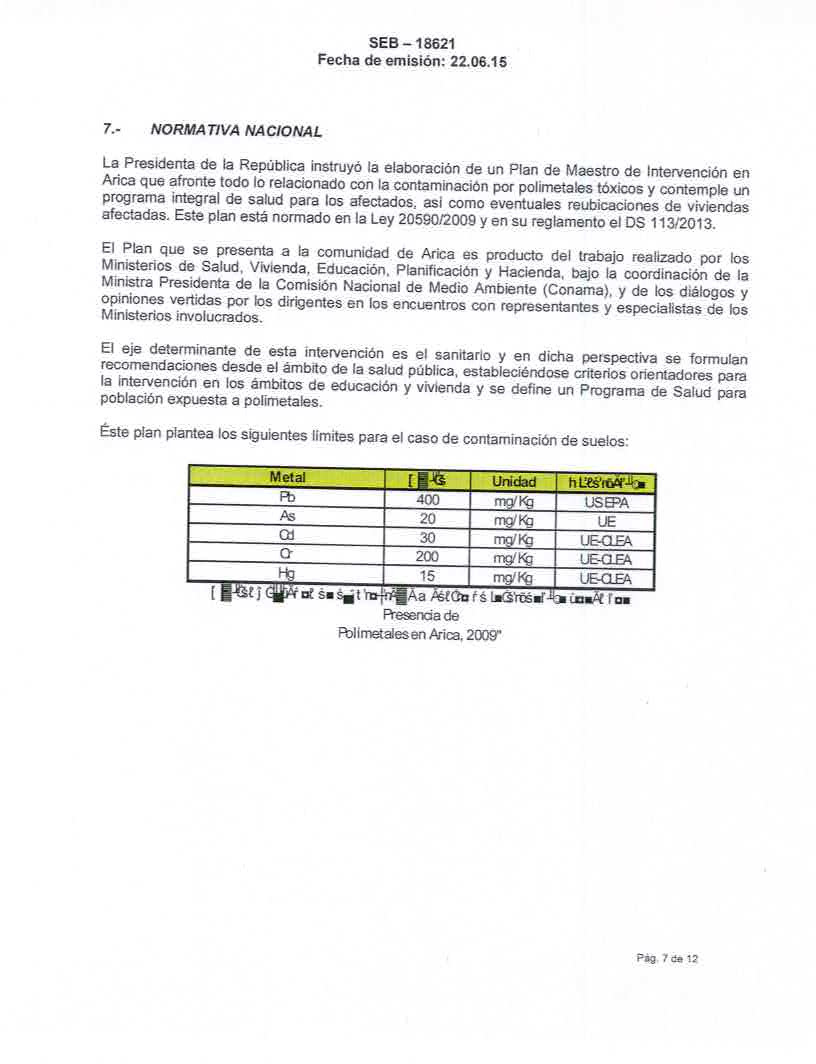 SEB – 18621
Fecha de emisión: 22.06.15
7.- NORMATIVA NACIONAL
La Presidenta de la República instruyó la elaboración de un Plan de Maestro de Intervención en
Arica que afronte todo lo relacionado con la contaminación por polimetales tóxicos y contemple un
programa integral de salud para los afectados, así como eventuales reubicaciones de viviendas
afectadas. Este plan está normado en la Ley 20590/2009 y en su reglamento el DS 113/2013.
El Plan que se presenta a la comunidad de Arica es producto del trabajo realizado por los
Ministerios de Salud, Vivienda, Educación, Planificación y Hacienda, bajo la coordinación de la
Ministra Presidenta de la Comisión Nacional de Medio Ambiente (Conama), y de los diálogos y
opiniones vertidas por los dirigentes en los encuentros con representantes y especialistas de los
Ministerios involucrados.
El eje determinante de esta intervención es el sanitario y en dicha perspectiva se formulan
recomendaciones desde el ámbito de la salud pública, estableciéndose criterios orientadores para
la intervención en los ámbitos de educación y vivienda y se define un Programa de Salud para
población expuesta a polimetales.
Éste plan plantea los siguientes límites para el caso de contaminación de suelos:
Metal Unidad
Pb 400 mg/Kg USEPA
As 20 mg/Kg UE
Cd 30 mg/Kg UE-CLEA
Cr 200 mg/Kg UE-CLEA
Hg 15 mg/Kg UE-CLEA
Presencia de
Polimetales en Arica, 2009"
Pág. 7 de 12